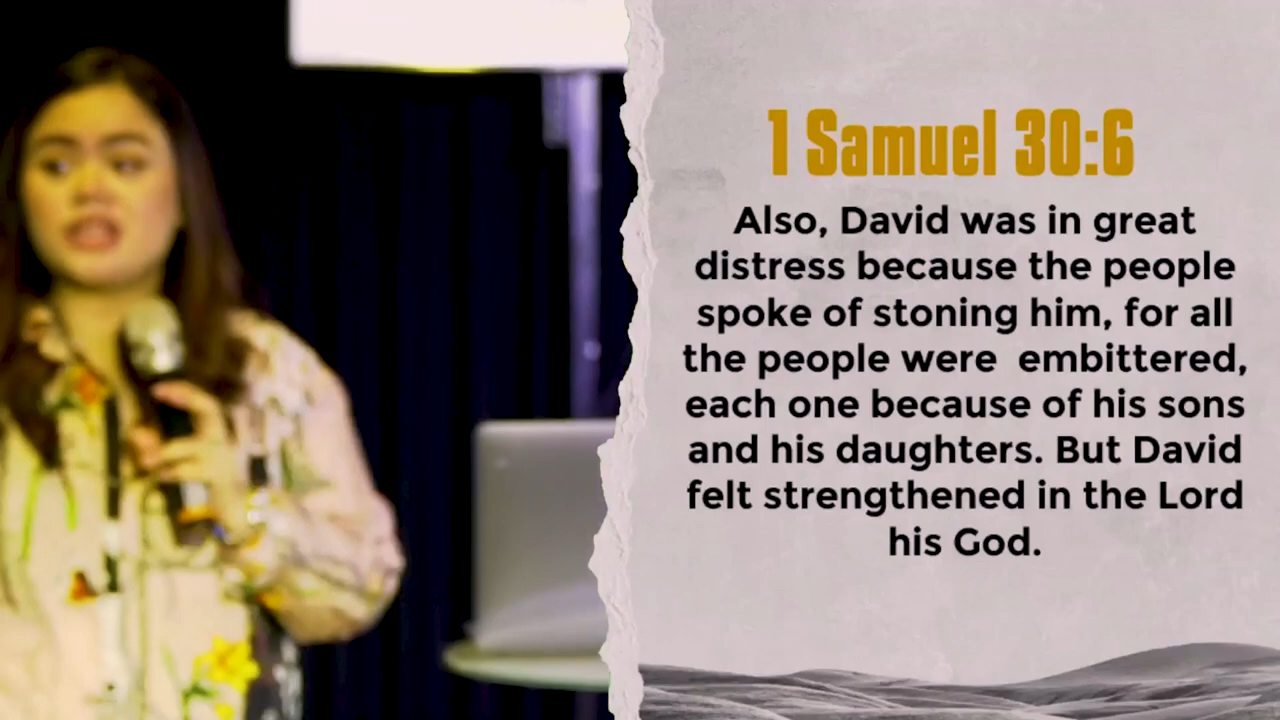 1 Samuel 30:6
Also, David was in great
distress because the people
spoke of stoning him, for all
the people were  embittered,
each one because of his sons
and his daughters. But David
felt strengthened in the Lord
his God.